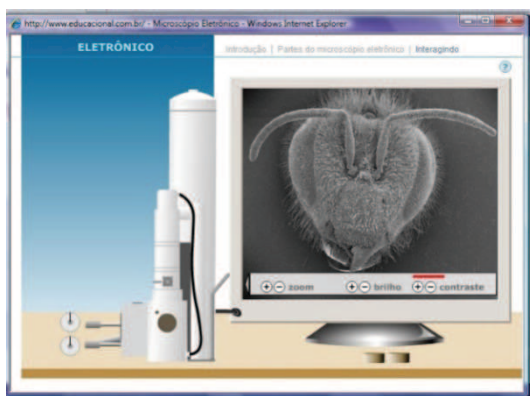 http://www.educacional.com.br/ - Microscópio Eletrônico - Windows Internet Explorer
ELETRÔNICO
Introdução | Partes do microscópio eletrônico | Interagindo
?
+ - zoom + - brilho + - contraste